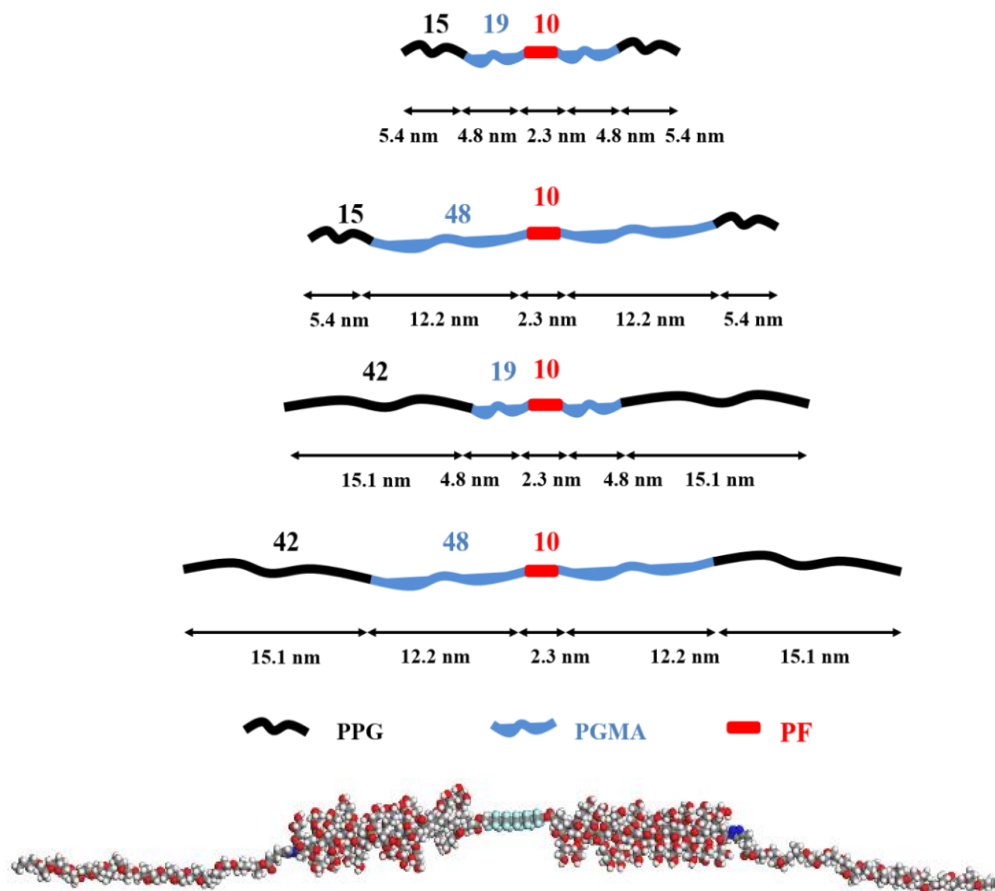 15 19 10
5.4 nm 4.8 nm 2.3 nm 4.8 nm 5.4 nm
15 48 10
5.4 nm 12.2 nm 2.3 nm 12.2 nm 5.4 nm
42 19 10
15.1 nm 4.8 nm 2.3 nm 4.8 nm 15.1 nm
42 48 10
15.1 nm 12.2 nm 2.3 nm 12.2 nm 15.1 nm
PPG PGMA PF